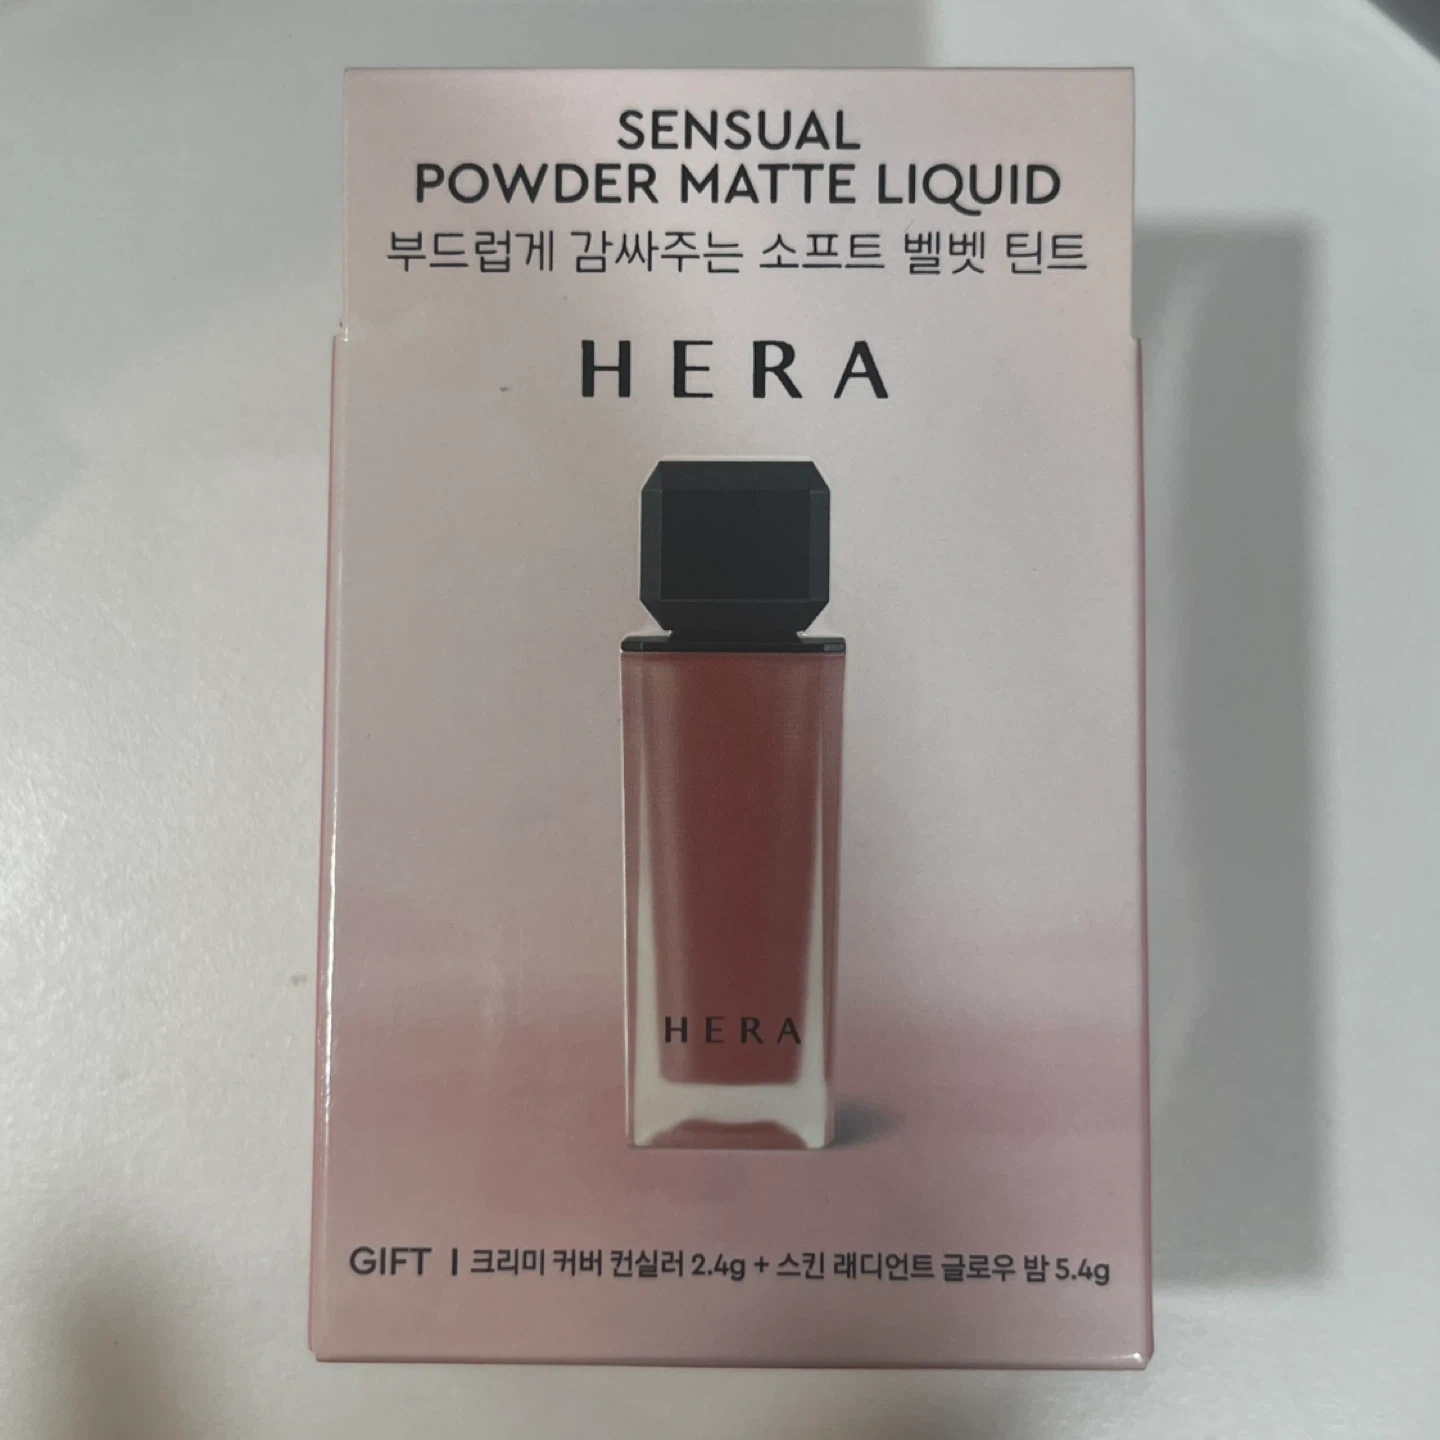 SENSUAL
POWDER MATTE LIQUID
부드럽게 감싸주는 소프트 벨벳 틴트
HERA
HERA
GIFT | 크리미 커버 컨실러 2.4g + 스킨 래디언트 글로우 밤 5.4g